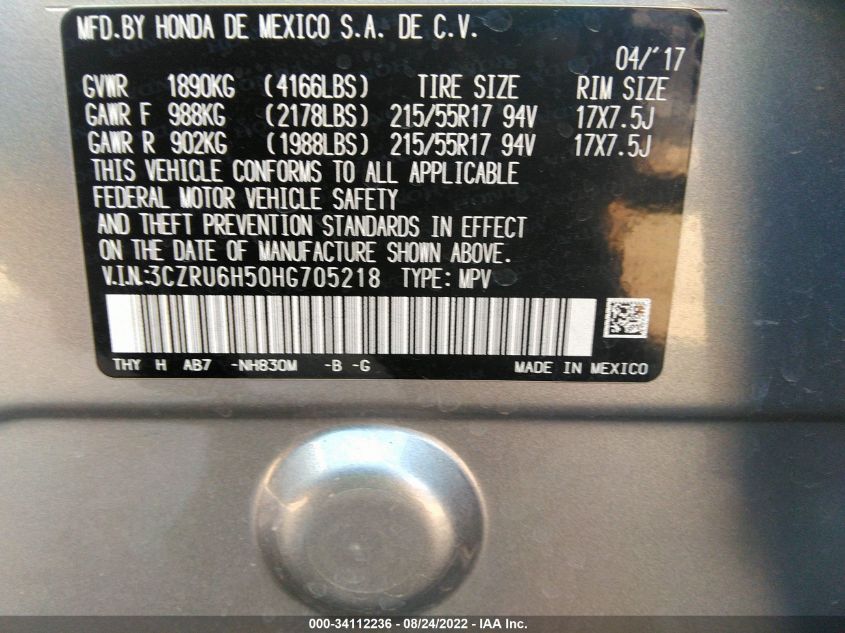 MFD.BY HONDA DE MEXICO S.A. DE C.V.
04/'17
GVWR 1890KG (4166LBS) TIRE SIZE RIM SIZE
GAWR F 988KG (2178LBS) 215/55R17 94V 17X7.5J
GAWR R 902KG (1988LBS) 215/55R17 94V 17X7.5J
THIS VEHICLE CONFORMS TO ALL APPLICABLE
FEDERAL MOTOR VEHICLE SAFETY
AND THEFT PREVENTION STANDARDS IN EFFECT
ON THE DATE OF MANUFACTURE SHOWN ABOVE.
V.I.N.:3CZRU6H50HG705218 TYPE: MPV
THY H AB7 -NH830M -B -G MADE IN MEXICO
000-34112236 - 08/24/2022 - IAA Inc.